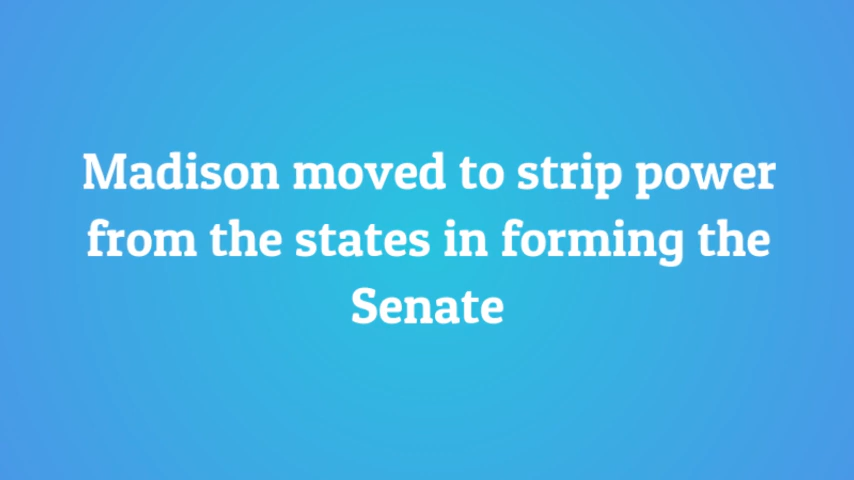 Madison moved to strip power
from the states in forming the
Senate